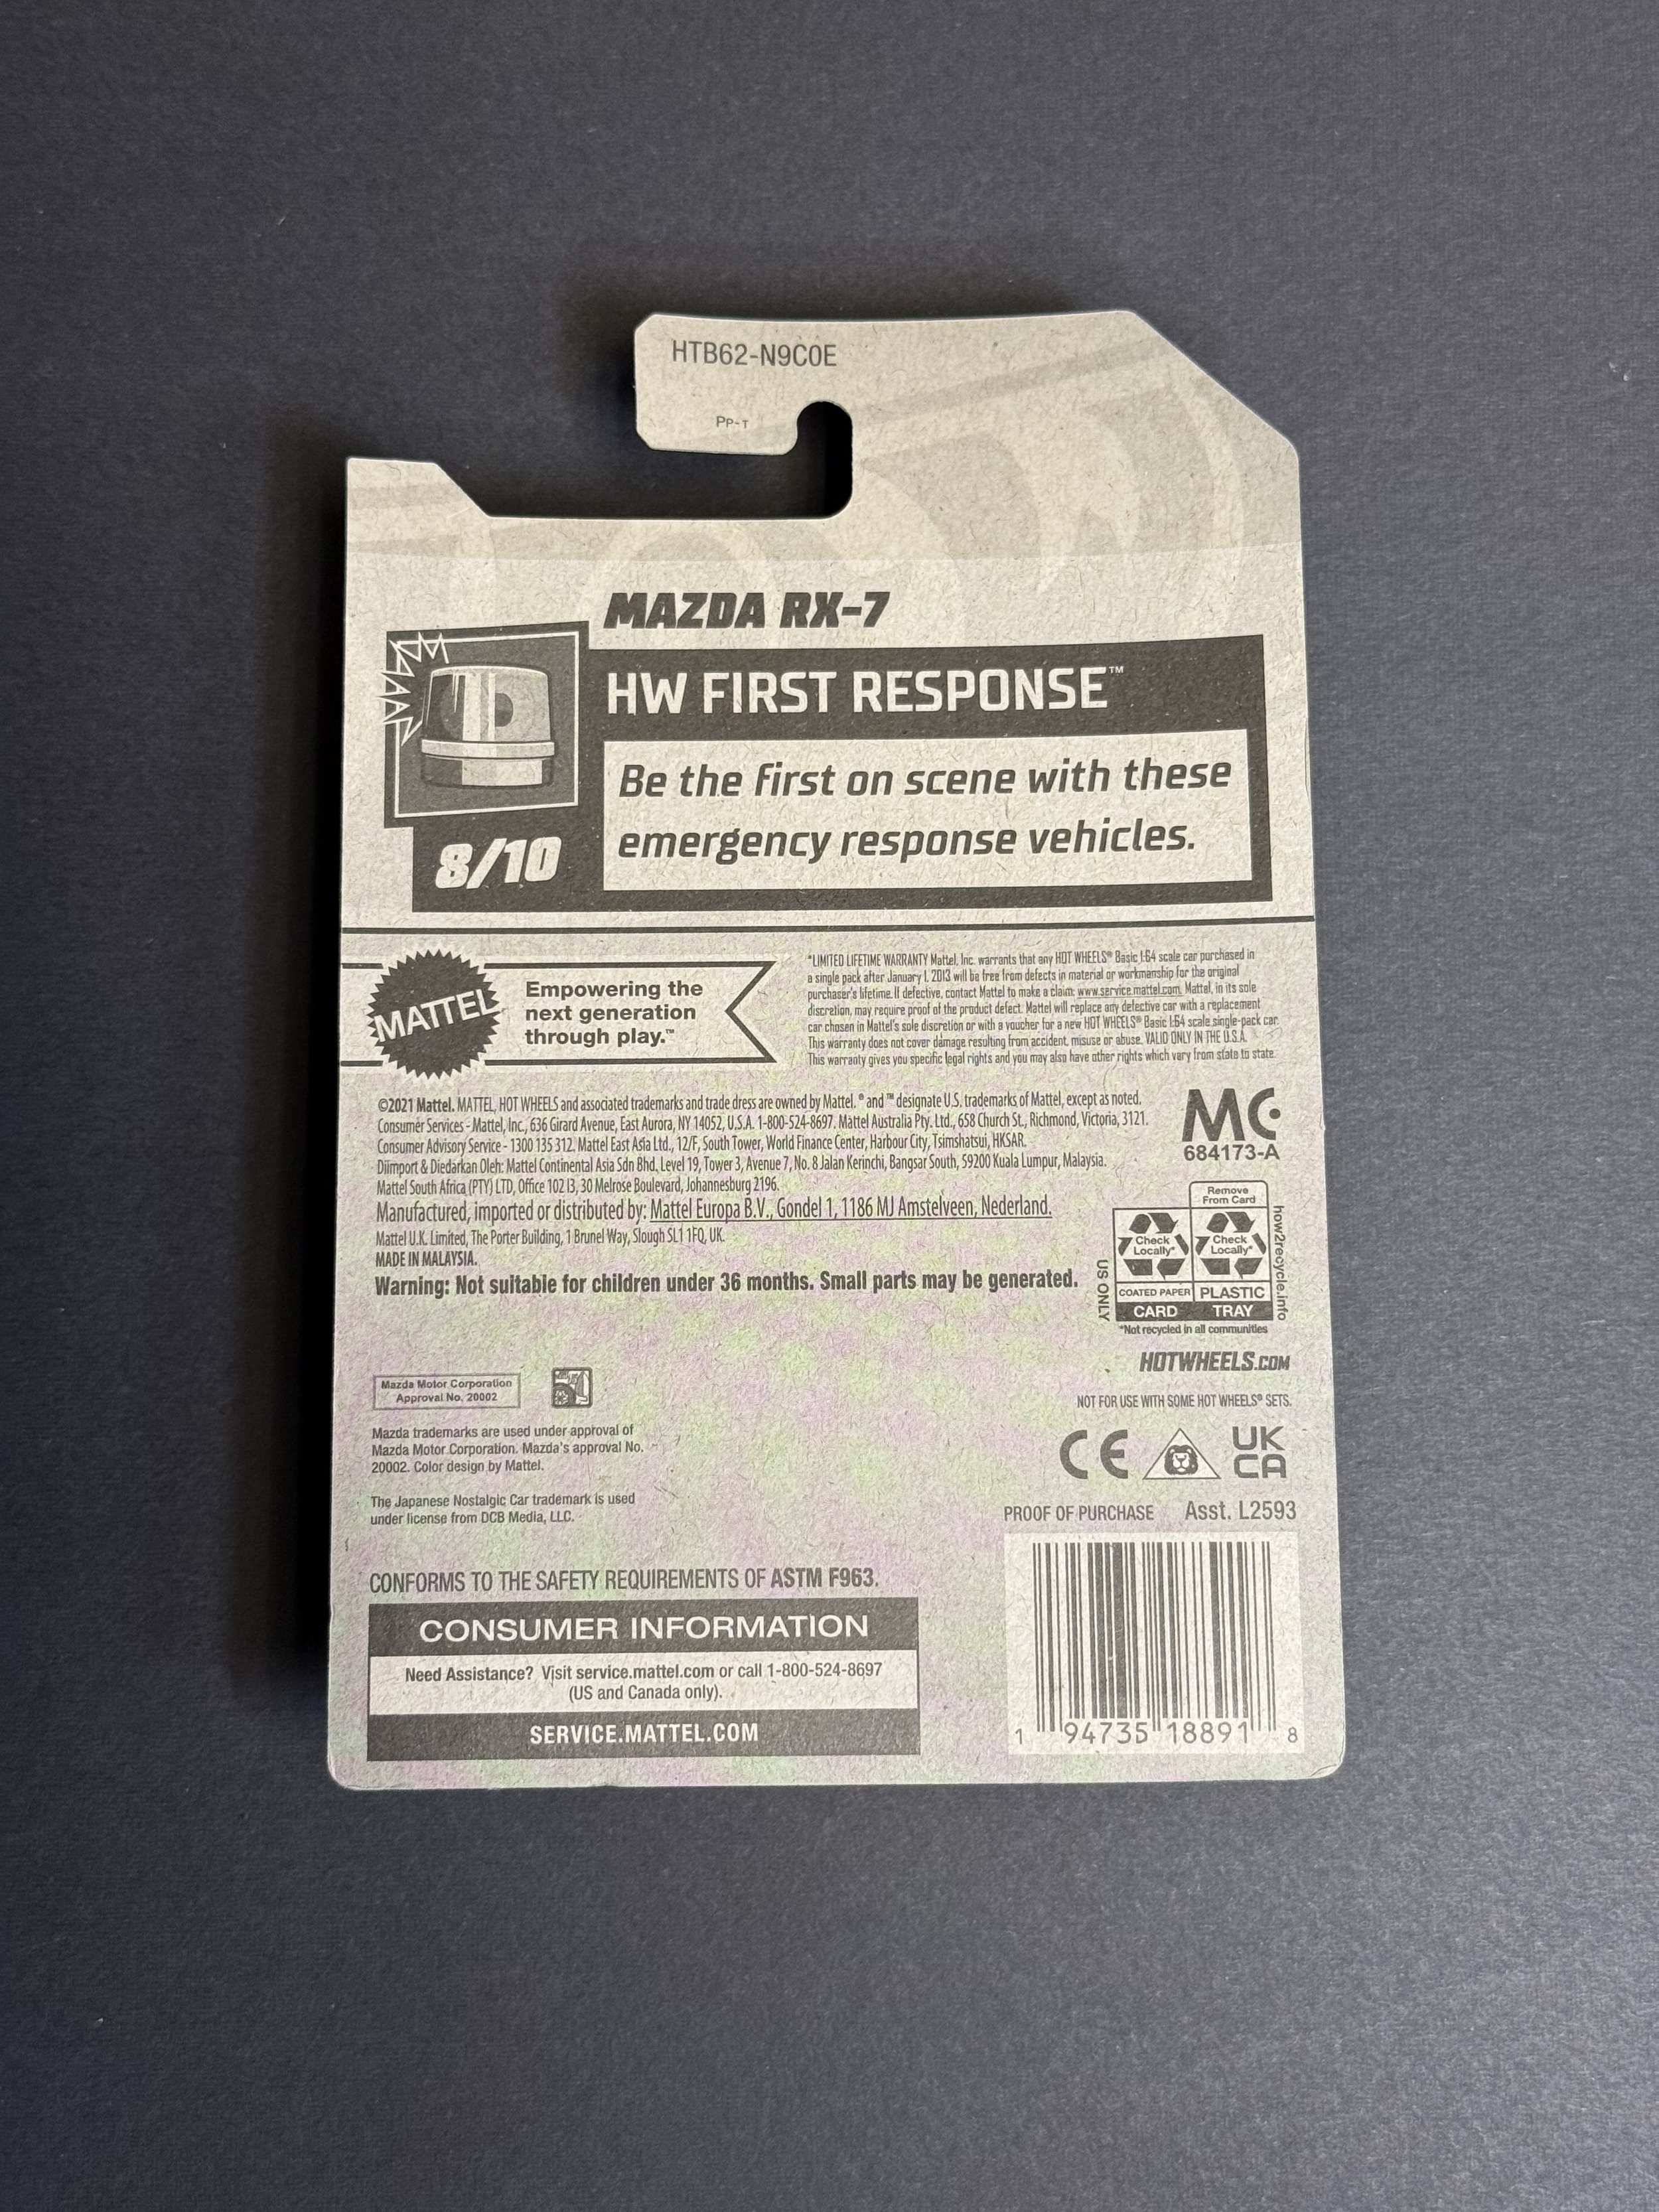 HTB62-N9C0E
PP-T
MAZDA RX-7
HW FIRST RESPONSE™
Be the first on scene with these
emergency response vehicles.
8/10
MATTEL
Empowering the
next generation
through play.™
*LIMITED LIFETIME WARRANTY Mattel, Inc. warrants that any HOT WHEELS® Basic 1:64 scale car purchased in
a single pack after January 1, 2013 will be free from defects in material or workmanship for the original
purchaser's lifetime. If defective, contact Mattel to make a claim: www.service.mattel.com. Mattel, in its sole
discretion, may require proof of the product defect. Mattel will replace any defective car with a replacement
car chosen in Mattel's sole discretion or with a voucher for a new HOT WHEELS® Basic 1:64 scale single-pack car.
This warranty does not cover damage resulting from accident, misuse or abuse. VALID ONLY IN THE U.S.A.
This warranty gives you specific legal rights and you may also have other rights which vary from state to state.
©2021 Mattel. MATTEL, HOT WHEELS and associated trademarks and trade dress are owned by Mattel. ® and ™ designate U.S. trademarks of Mattel, except as noted.
Consumer Services - Mattel, Inc., 636 Girard Avenue, East Aurora, NY 14052, U.S.A. 1-800-524-8697. Mattel Australia Pty. Ltd., 658 Church St., Richmond, Victoria, 3121.
Consumer Advisory Service - 1300 135 312. Mattel East Asia Ltd., 12/F, South Tower, World Finance Center, Harbour City, Tsimshatsui, HKSAR.
Diimport & Diedarkan Oleh: Mattel Continental Asia Sdn Bhd, Level 19, Tower 3, Avenue 7, No. 8 Jalan Kerinchi, Bangsar South, 59200 Kuala Lumpur, Malaysia.
Mattel South Africa (PTY) LTD, Office 102 I3, 30 Melrose Boulevard, Johannesburg 2196.
Manufactured, imported or distributed by: Mattel Europa B.V., Gondel 1, 1186 MJ Amstelveen, Nederland.
Mattel U.K. Limited, The Porter Building, 1 Brunel Way, Slough SL1 1FQ, UK.
MADE IN MALAYSIA.
Warning: Not suitable for children under 36 months. Small parts may be generated.
MC
684173-A
Remove
From Card
Check
Locally*
Check
Locally*
COATED PAPER
PLASTIC
CARD
TRAY
US ONLY
how2recycle.info
*Not recycled in all communities
HOTWHEELS.COM
NOT FOR USE WITH SOME HOT WHEELS® SETS.
CE
UK
CA
Mazda Motor Corporation
Approval No. 20002
Mazda trademarks are used under approval of
Mazda Motor Corporation. Mazda's approval No.
20002. Color design by Mattel.
The Japanese Nostalgic Car trademark is used
under license from DCB Media, LLC.
PROOF OF PURCHASE Asst. L2593
CONFORMS TO THE SAFETY REQUIREMENTS OF ASTM F963.
CONSUMER INFORMATION
Need Assistance? Visit service.mattel.com or call 1-800-524-8697
(US and Canada only).
SERVICE.MATTEL.COM
1 94735 18891 8